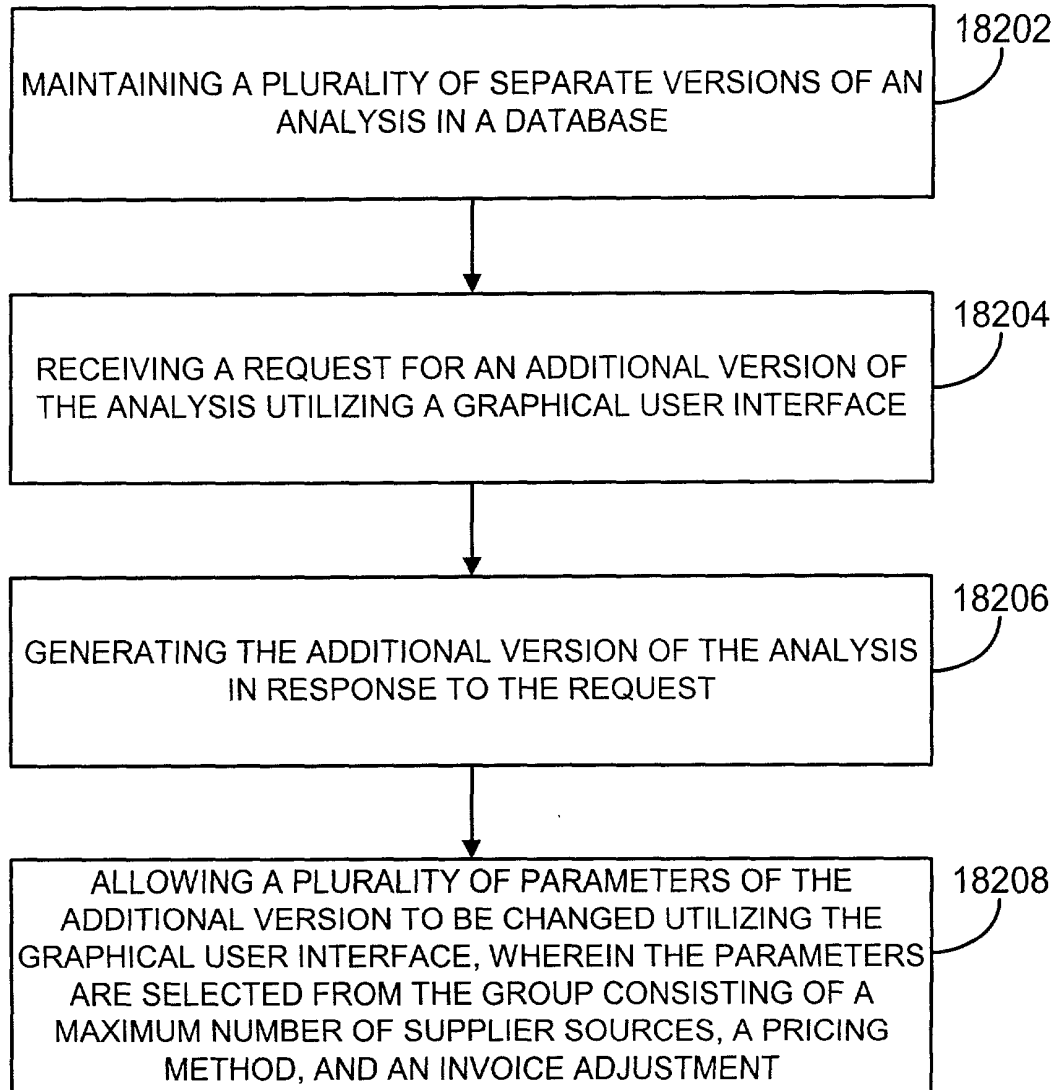 18202
MAINTAINING A PLURALITY OF SEPARATE VERSIONS OF AN
ANALYSIS IN A DATABASE
18204
RECEIVING A REQUEST FOR AN ADDITIONAL VERSION OF
THE ANALYSIS UTILIZING A GRAPHICAL USER INTERFACE
18206
GENERATING THE ADDITIONAL VERSION OF THE ANALYSIS
IN RESPONSE TO THE REQUEST
18208
ALLOWING A PLURALITY OF PARAMETERS OF THE
ADDITIONAL VERSION TO BE CHANGED UTILIZING THE
GRAPHICAL USER INTERFACE, WHEREIN THE PARAMETERS
ARE SELECTED FROM THE GROUP CONSISTING OF A
MAXIMUM NUMBER OF SUPPLIER SOURCES, A PRICING
METHOD, AND AN INVOICE ADJUSTMENT